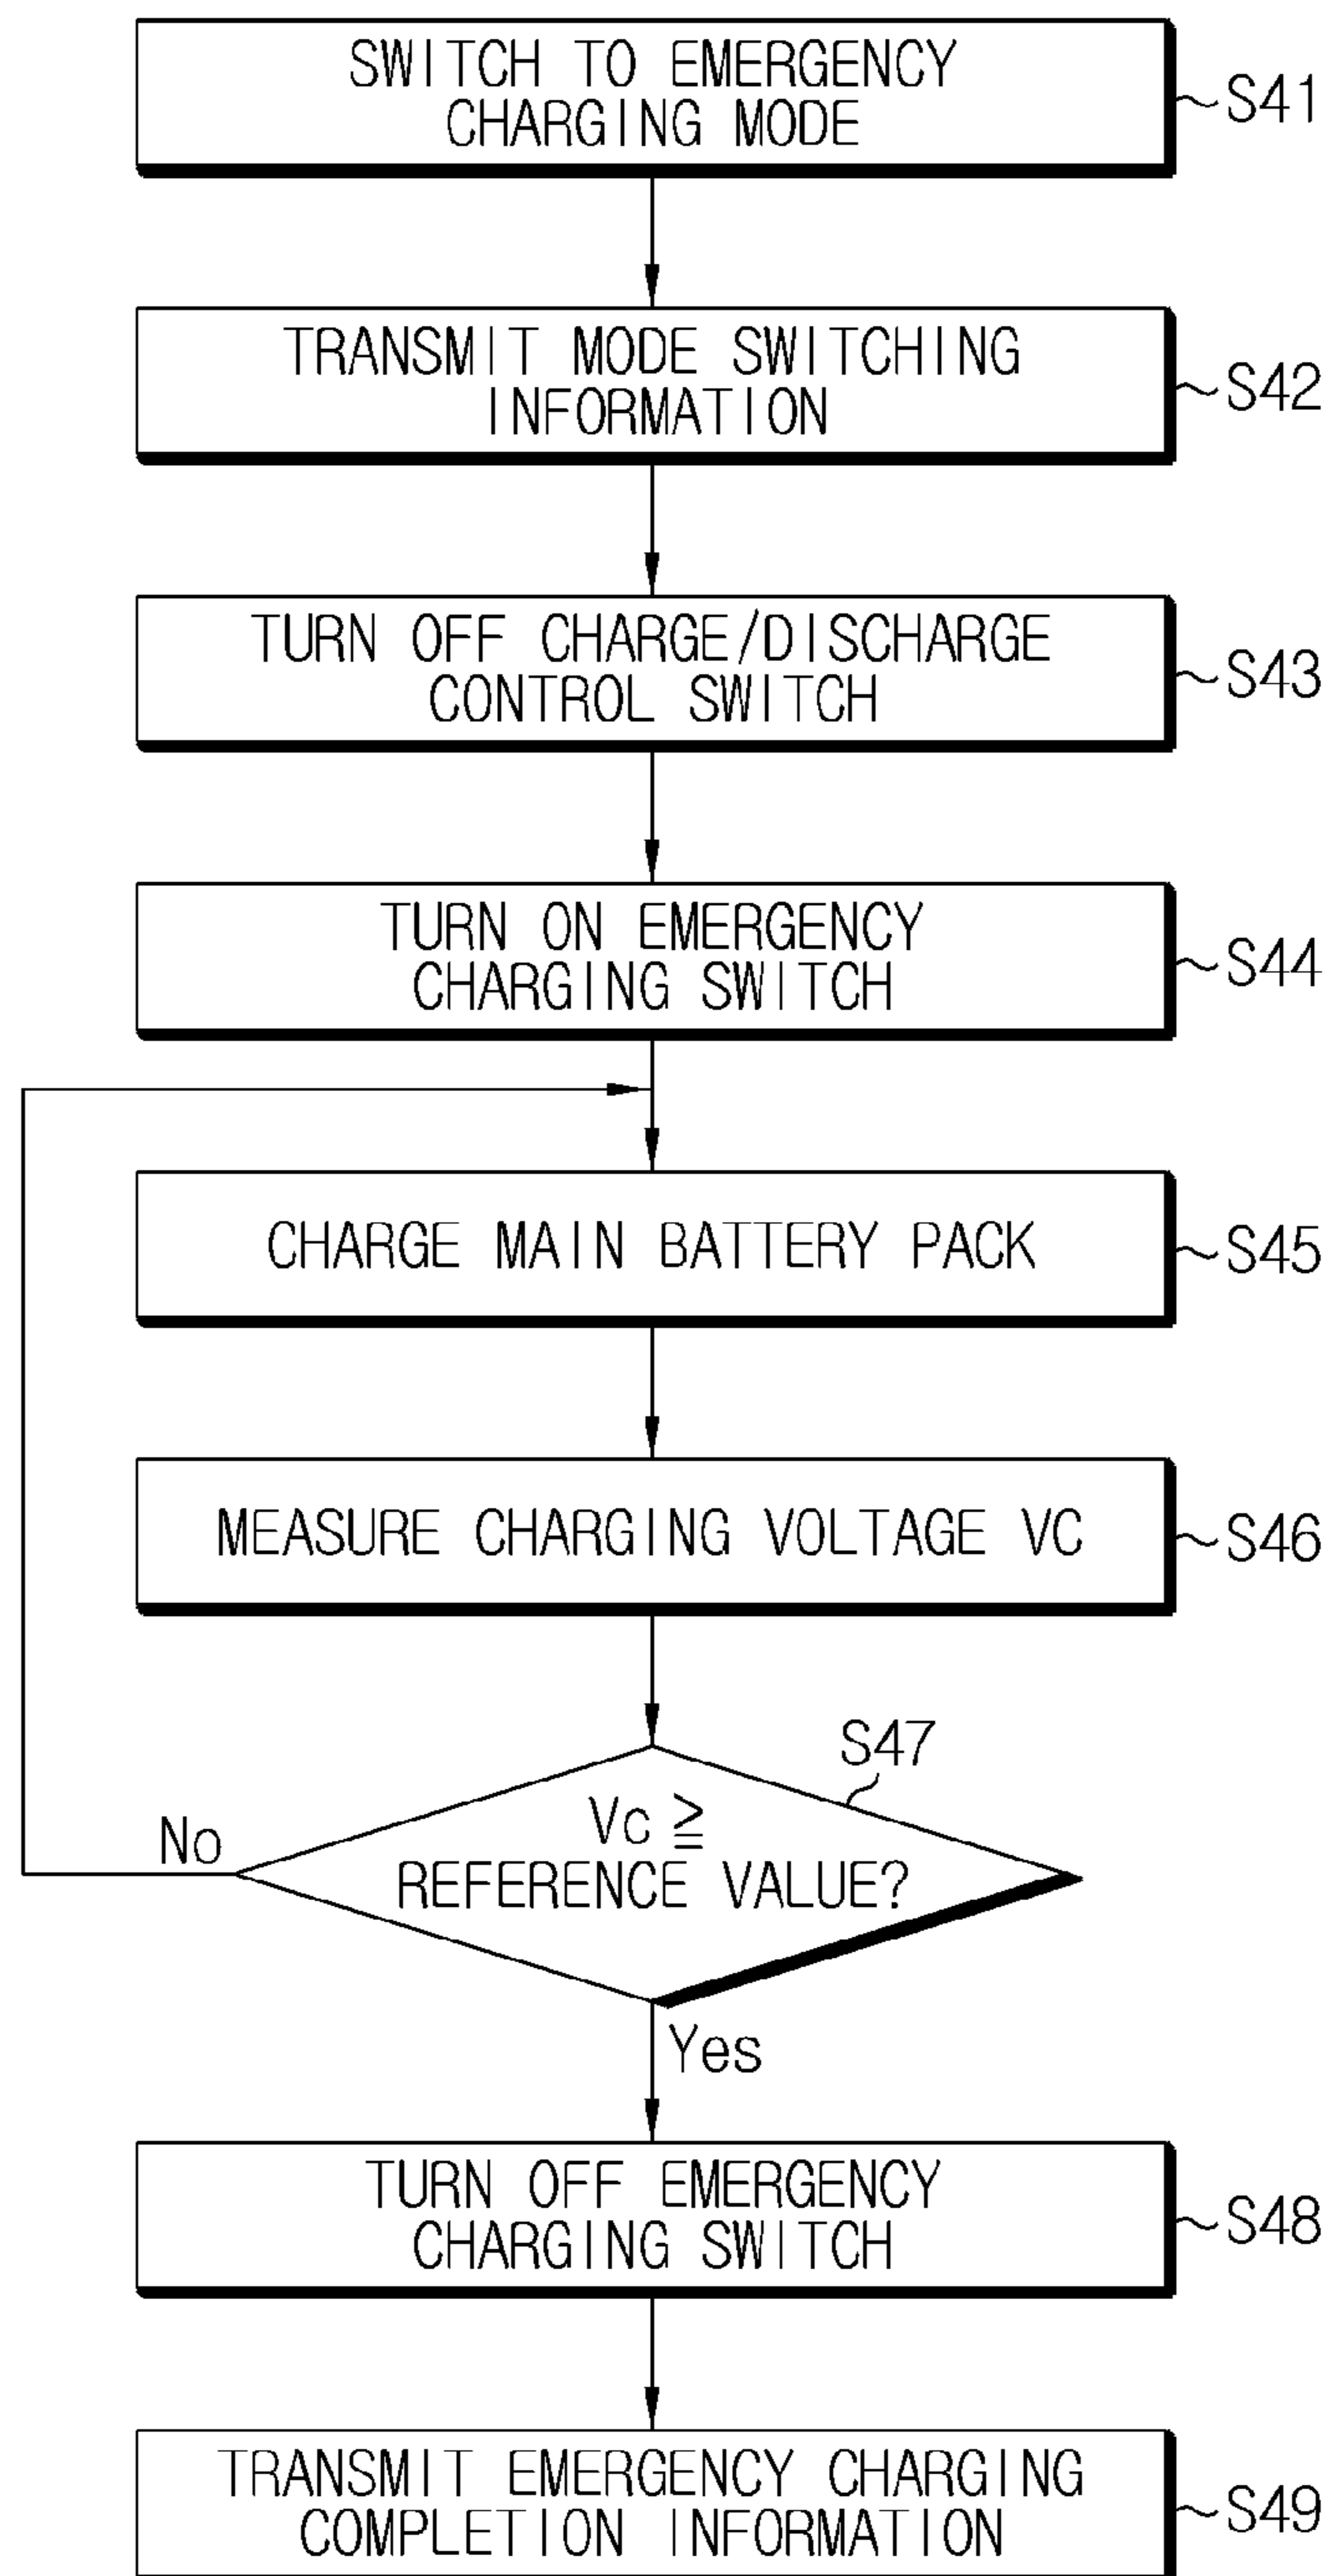 SWITCH TO EMERGENCY
CHARGING MODE
S41
TRANSMIT MODE SWITCHING
INFORMATION
S42
TURN OFF CHARGE/DISCHARGE
CONTROL SWITCH
S43
TURN ON EMERGENCY
CHARGING SWITCH
S44
CHARGE MAIN BATTERY PACK
S45
MEASURE CHARGING VOLTAGE VC
S46
S47
Vc ≧
REFERENCE VALUE?
No
Yes
TURN OFF EMERGENCY
CHARGING SWITCH
S48
TRANSMIT EMERGENCY CHARGING
COMPLETION INFORMATION
S49